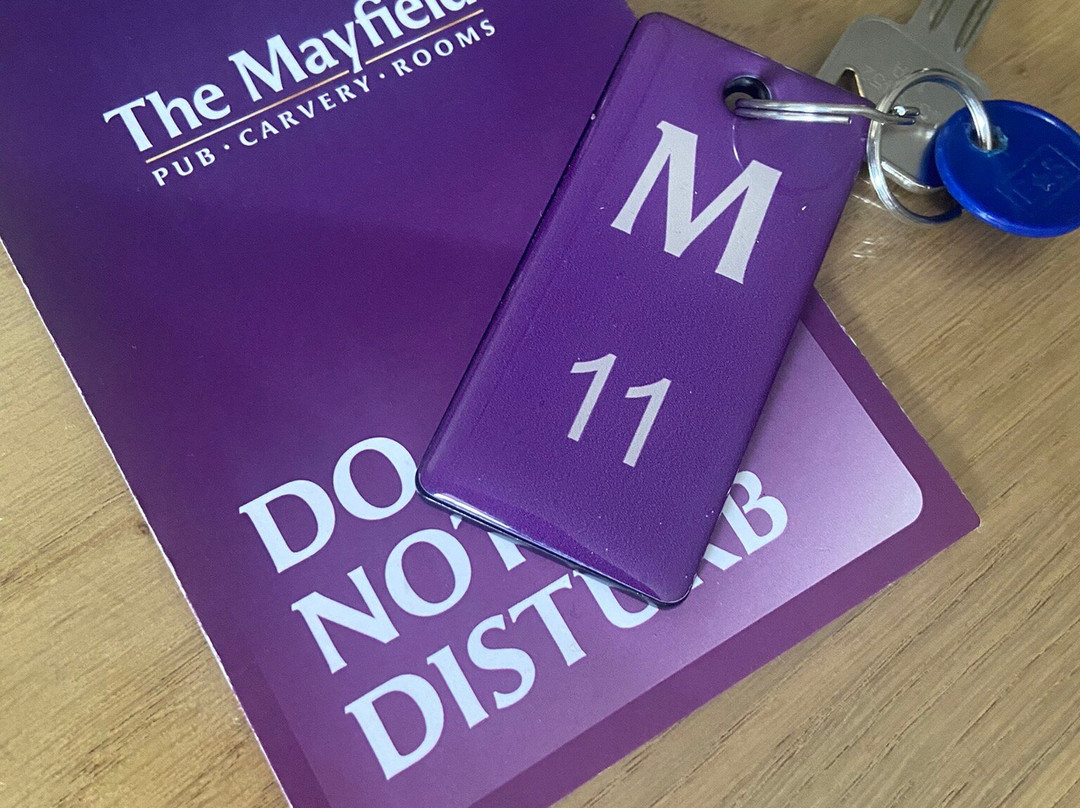 The Mayfield
PUB · CARVERY · ROOMS
M
11
DO
NOT
DISTURB